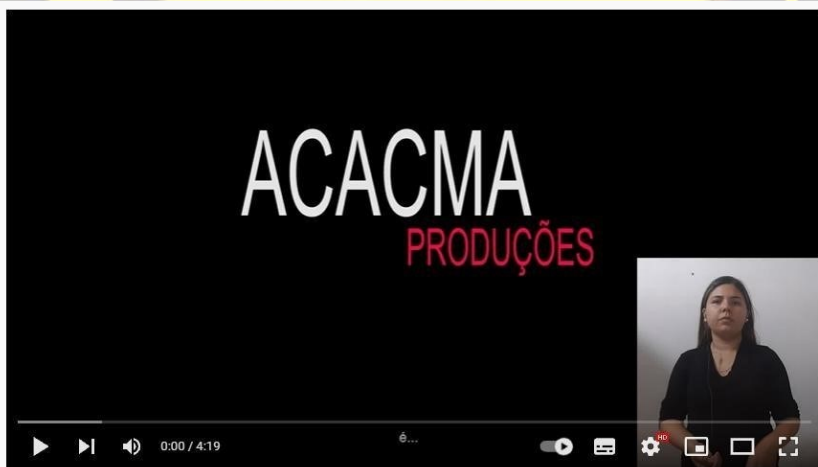 ACACMA
PRODUÇÕES
é...
0:00 / 4:19
HD